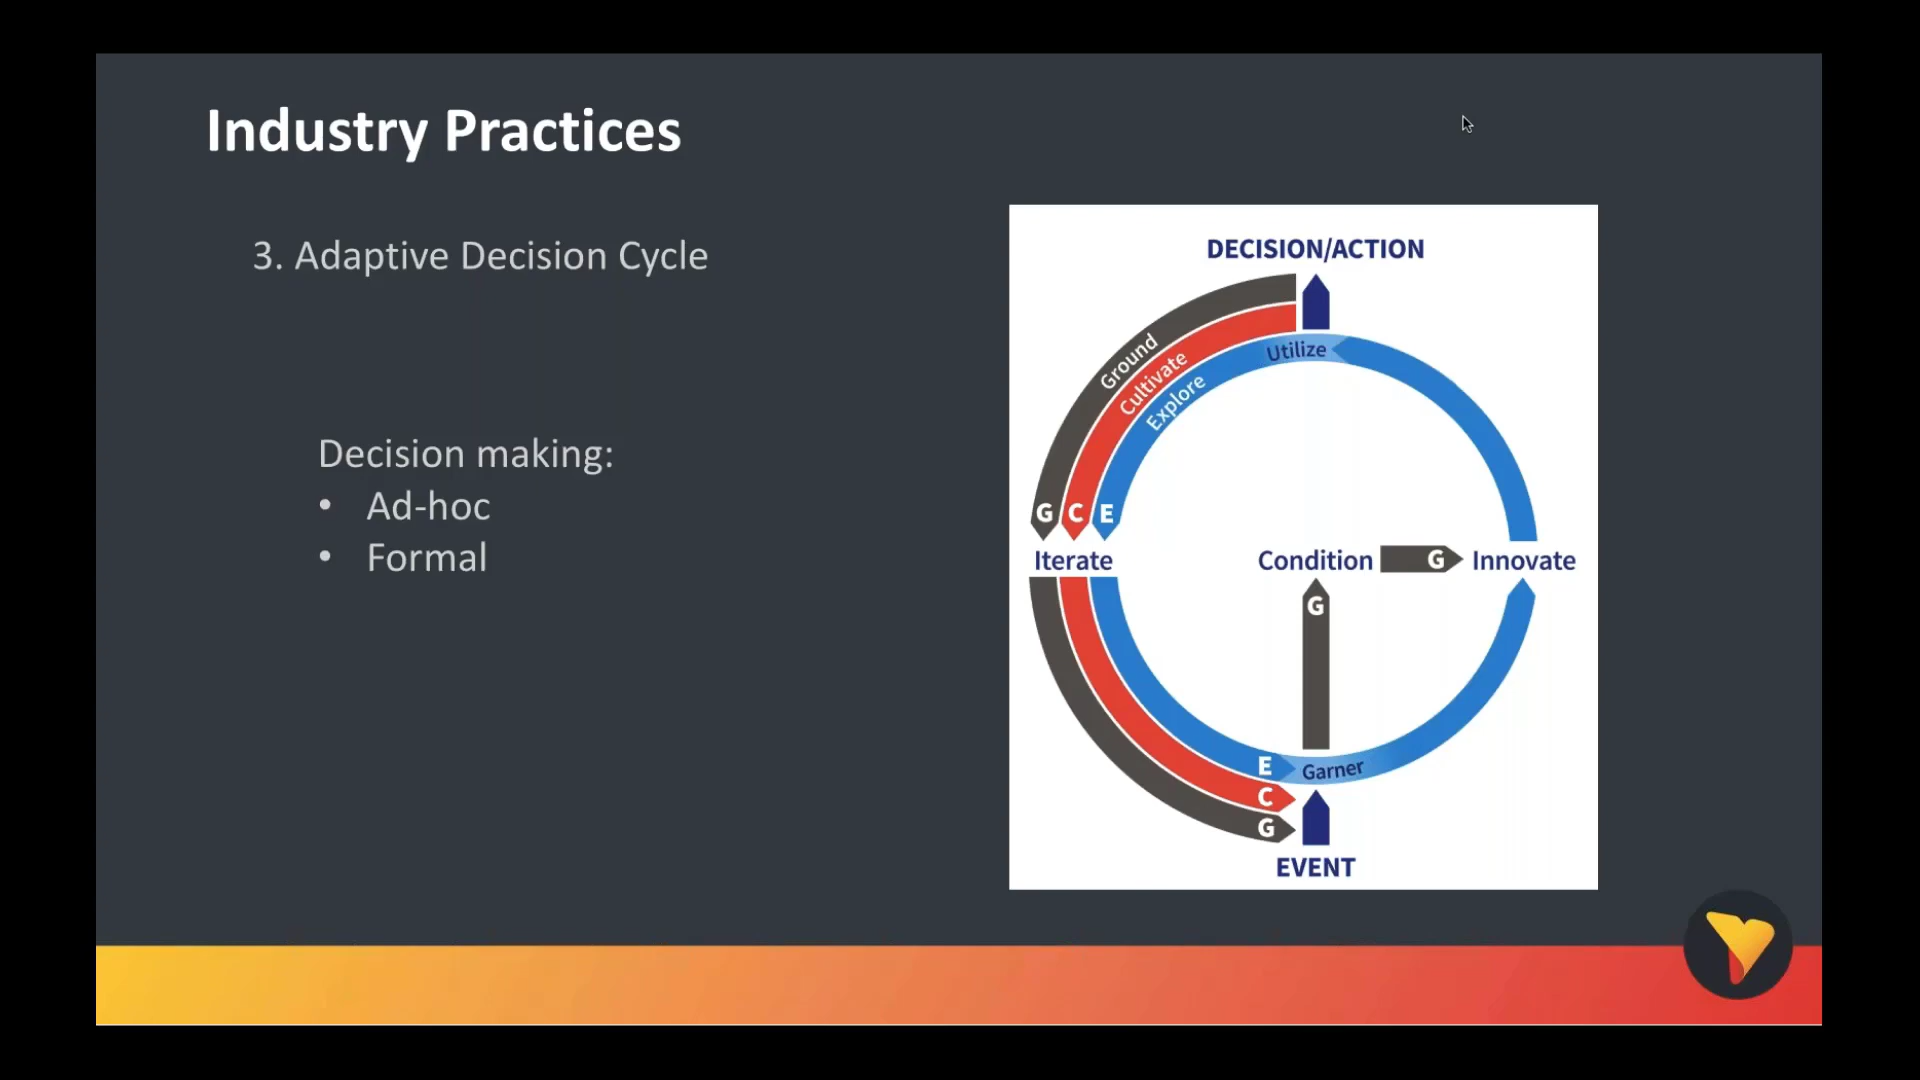 Industry Practices
3. Adaptive Decision Cycle
Decision making:
• Ad-hoc
• Formal
DECISION/ACTION
Utilize
Ground
Cultivate
Explore
G C E
Iterate
Condition G Innovate
G
E Garner
C
G
EVENT